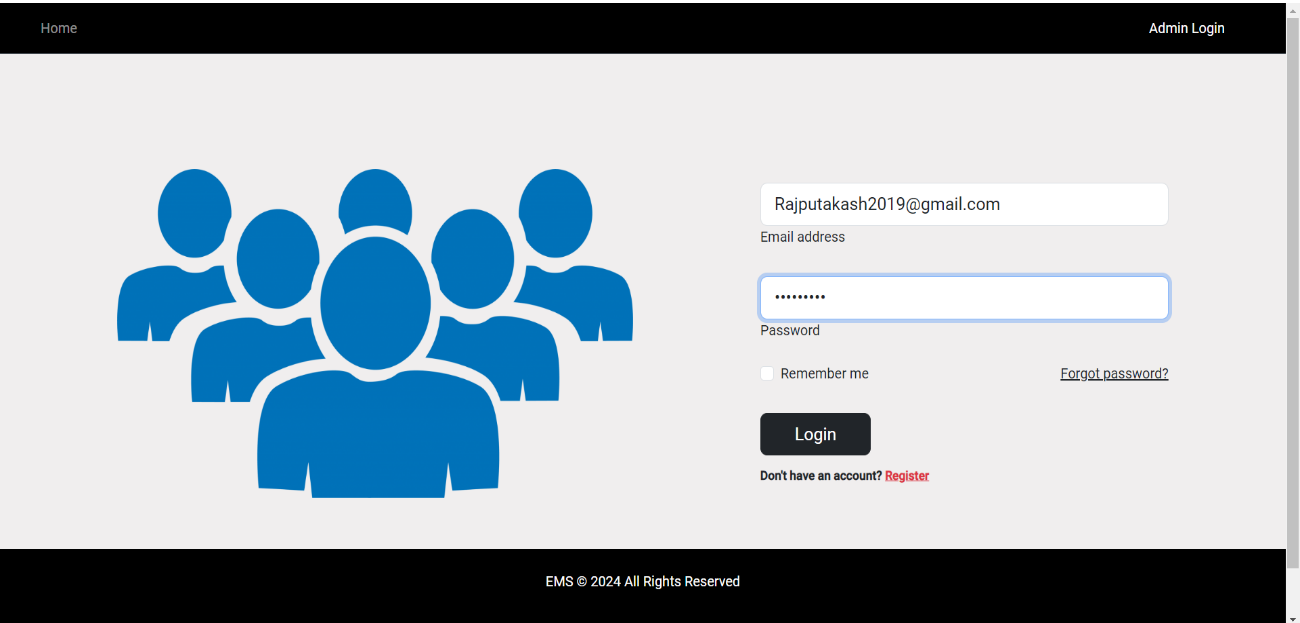 Home
Admin Login
Rajputakash2019@gmail.com
Email address
•••••••••
Password
Remember me
Forgot password?
Login
Don't have an account? Register
EMS © 2024 All Rights Reserved